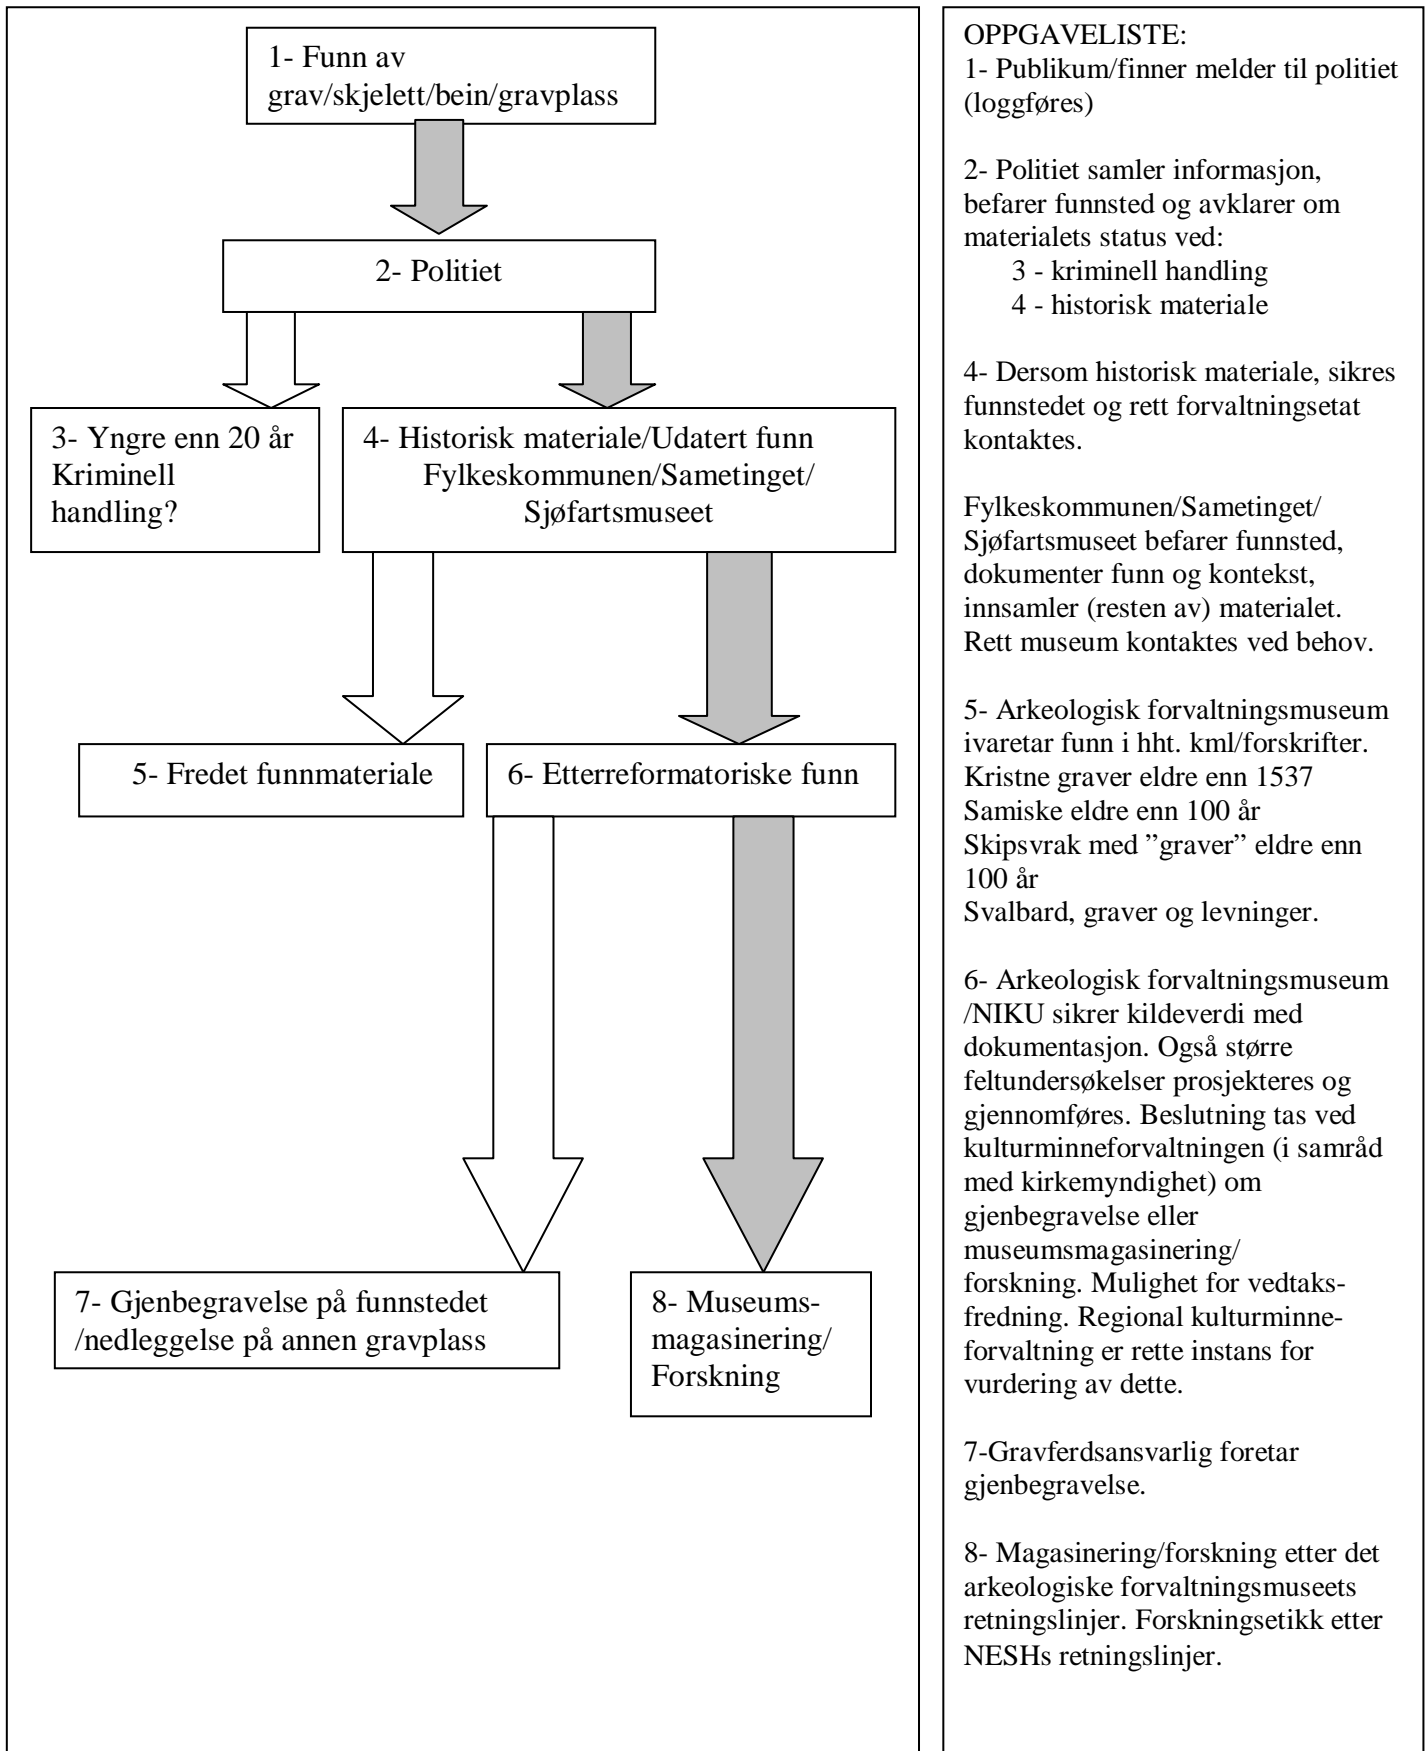 1- Funn av
grav/skjelett/bein/gravplass
2- Politiet
3- Yngre enn 20 år
Kriminell
handling?
4- Historisk materiale/Udatert funn
Fylkeskommunen/Sametinget/
Sjøfartsmuseet
5- Fredet funnmateriale
6- Etterreformatoriske funn
7- Gjenbegravelse på funnstedet
/nedleggelse på annen gravplass
8- Museums-
magasinering/
Forskning
OPPGAVELISTE:
1- Publikum/finner melder til politiet
(loggføres)
2- Politiet samler informasjon,
befarer funnsted og avklarer om
materialets status ved:
3 - kriminell handling
4 - historisk materiale
4- Dersom historisk materiale, sikres
funnstedet og rett forvaltningsetat
kontaktes.
Fylkeskommunen/Sametinget/
Sjøfartsmuseet befarer funnsted,
dokumenter funn og kontekst,
innsamler (resten av) materialet.
Rett museum kontaktes ved behov.
5- Arkeologisk forvaltningsmuseum
ivaretar funn i hht. kml/forskrifter.
Kristne graver eldre enn 1537
Samiske eldre enn 100 år
Skipsvrak med ”graver” eldre enn
100 år
Svalbard, graver og levninger.
6- Arkeologisk forvaltningsmuseum
/NIKU sikrer kildeverdi med
dokumentasjon. Også større
feltundersøkelser prosjekteres og
gjennomføres. Beslutning tas ved
kulturminneforvaltningen (i samråd
med kirkemyndighet) om
gjenbegravelse eller
museumsmagasinering/
forskning. Mulighet for vedtaks-
fredning. Regional kulturminne-
forvaltning er rette instans for
vurdering av dette.
7-Gravferdsansvarlig foretar
gjenbegravelse.
8- Magasinering/forskning etter det
arkeologiske forvaltningsmuseets
retningslinjer. Forskningsetikk etter
NESHs retningslinjer.